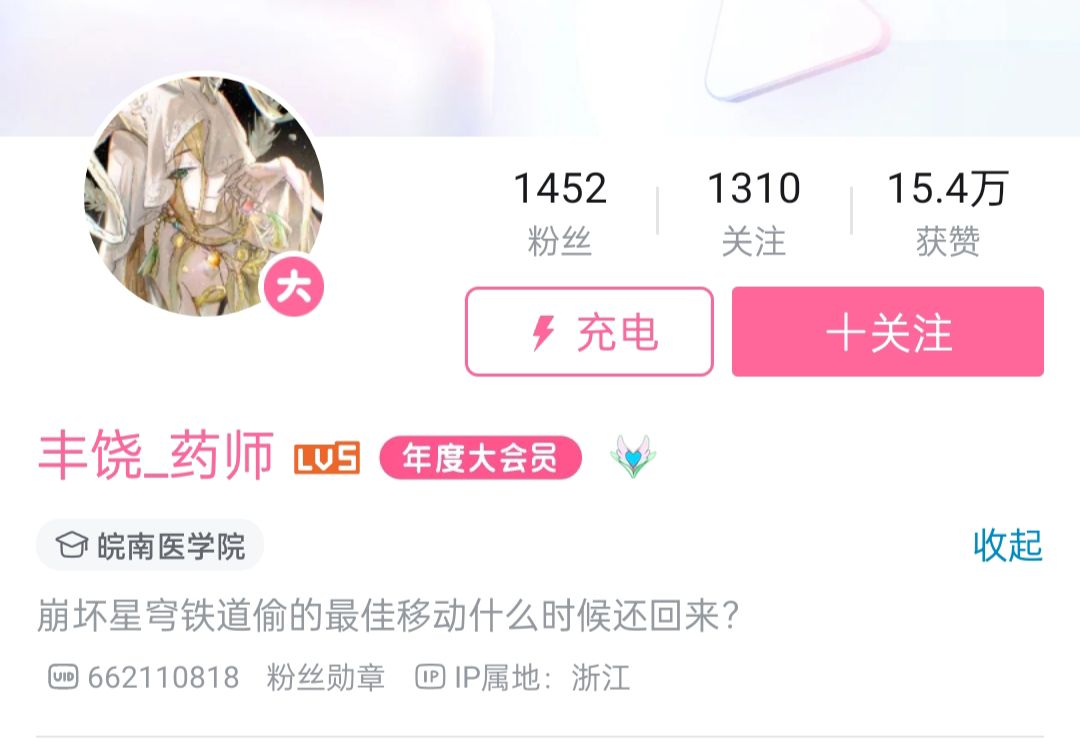 1452 1310 15.4万
粉丝 关注 获赞
大
充电 十关注
丰饶_药师 LV5 年度大会员
皖南医学院 收起
崩坏星穹铁道偷的最佳移动什么时候还回来?
UID 662110818 粉丝勋章 IP IP属地：浙江